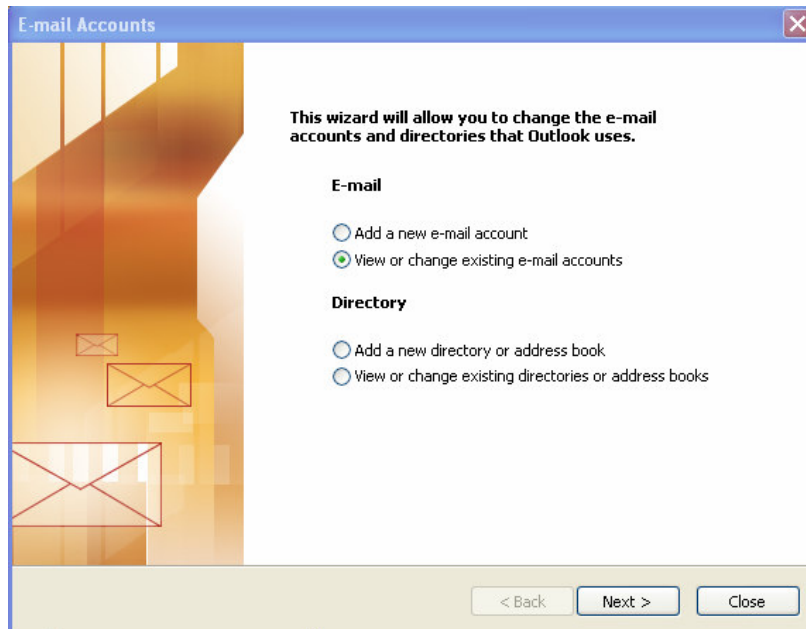 E-mail Accounts
This wizard will allow you to change the e-mail
accounts and directories that Outlook uses.
E-mail
Add a new e-mail account
View or change existing e-mail accounts
Directory
Add a new directory or address book
View or change existing directories or address books
< Back Next > Close